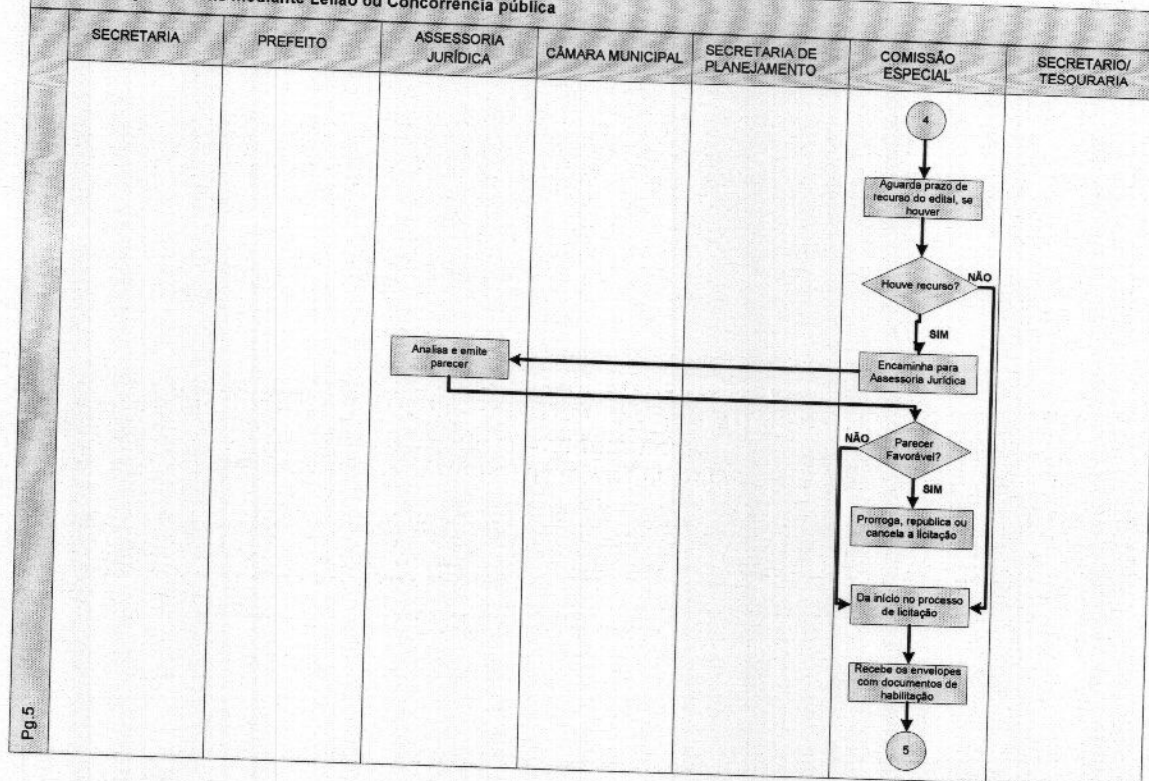 mediante Leilão ou Concorrência pública
SECRETARIA
PREFEITO
ASSESSORIA
JURÍDICA
CÂMARA MUNICIPAL
SECRETARIA DE
PLANEJAMENTO
COMISSÃO
ESPECIAL
SECRETARIO/
TESOURARIA
4
Aguarda prazo de
recurso do edital, se
houver
Houve recurso?
NÃO
SIM
Encaminha para
Assessoria Jurídica
Analisa e emite
parecer
NÃO
Parecer
Favorável?
SIM
Prorroga, republica ou
cancela a licitação
Da início no processo
de licitação
Recebe os envelopes
com documentos de
habilitação
5
Pg.5